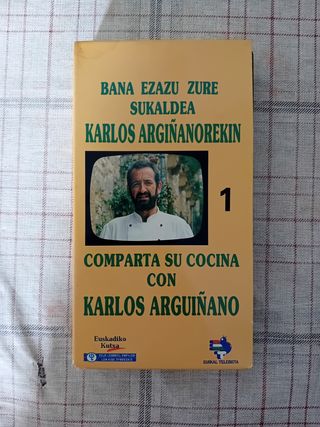 BANA EZAZU ZURE
SUKALDEA
KARLOS ARGIÑANOREKIN
1
COMPARTA SU COCINA
CON
KARLOS ARGUIÑANO
Euskadiko
Kutxa
EUSKAL TELEBISTA